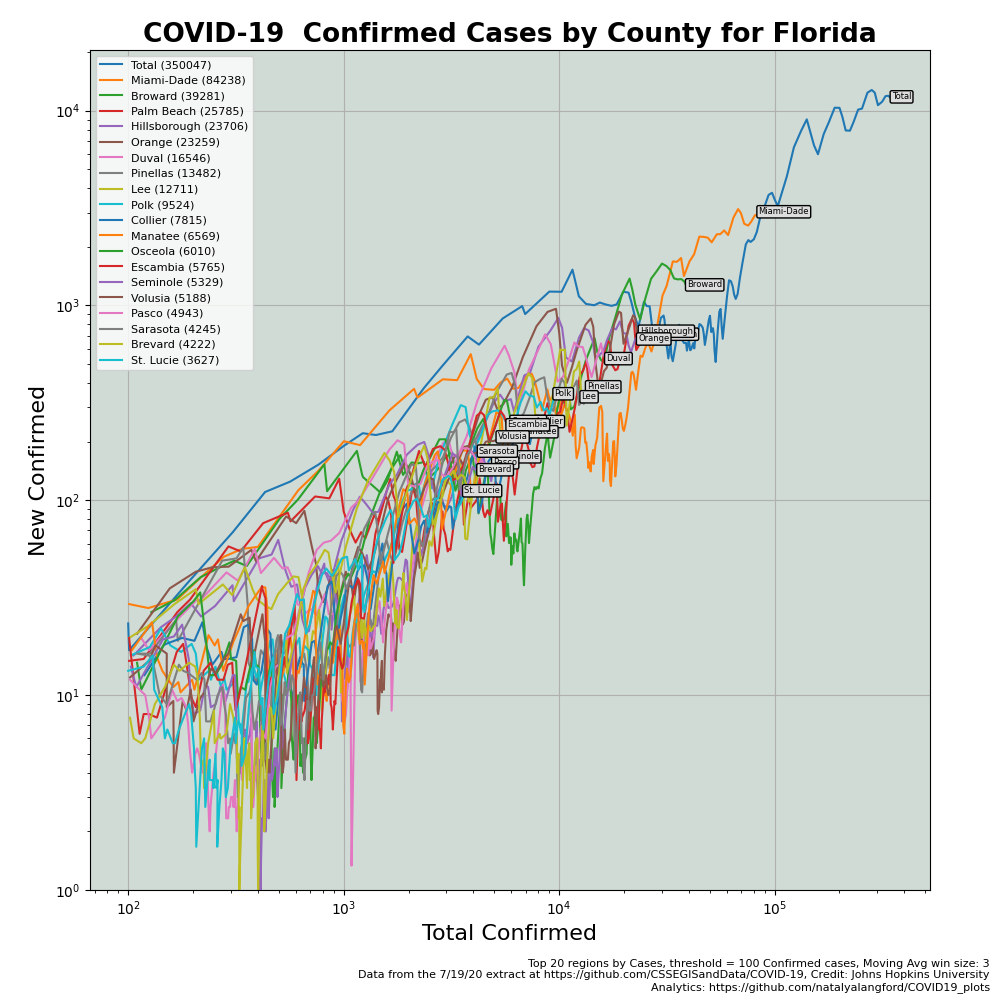 COVID-19  Confirmed Cases by County for Florida
Total (350047)
Miami-Dade (84238)
Broward (39281)
Palm Beach (25785)
Hillsborough (23706)
Orange (23259)
Duval (16546)
Pinellas (13482)
Lee (12711)
Polk (9524)
Collier (7815)
Manatee (6569)
Osceola (6010)
Escambia (5765)
Seminole (5329)
Volusia (5188)
Pasco (4943)
Sarasota (4245)
Brevard (4222)
St. Lucie (3627)
Total
Miami-Dade
Broward
Hillsborough
Orange
Duval
Pinellas
Polk
Lee
Escambia
Volusia
Sarasota
Pasco
Brevard
St. Lucie
New Confirmed
10⁴
10³
10²
10¹
10⁰
10² 10³ 10⁴ 10⁵
Total Confirmed
Top 20 regions by Cases, threshold = 100 Confirmed cases, Moving Avg win size: 3
Data from the 7/19/20 extract at https://github.com/CSSEGISandData/COVID-19, Credit: Johns Hopkins University
Analytics: https://github.com/natalyalangford/COVID19_plots